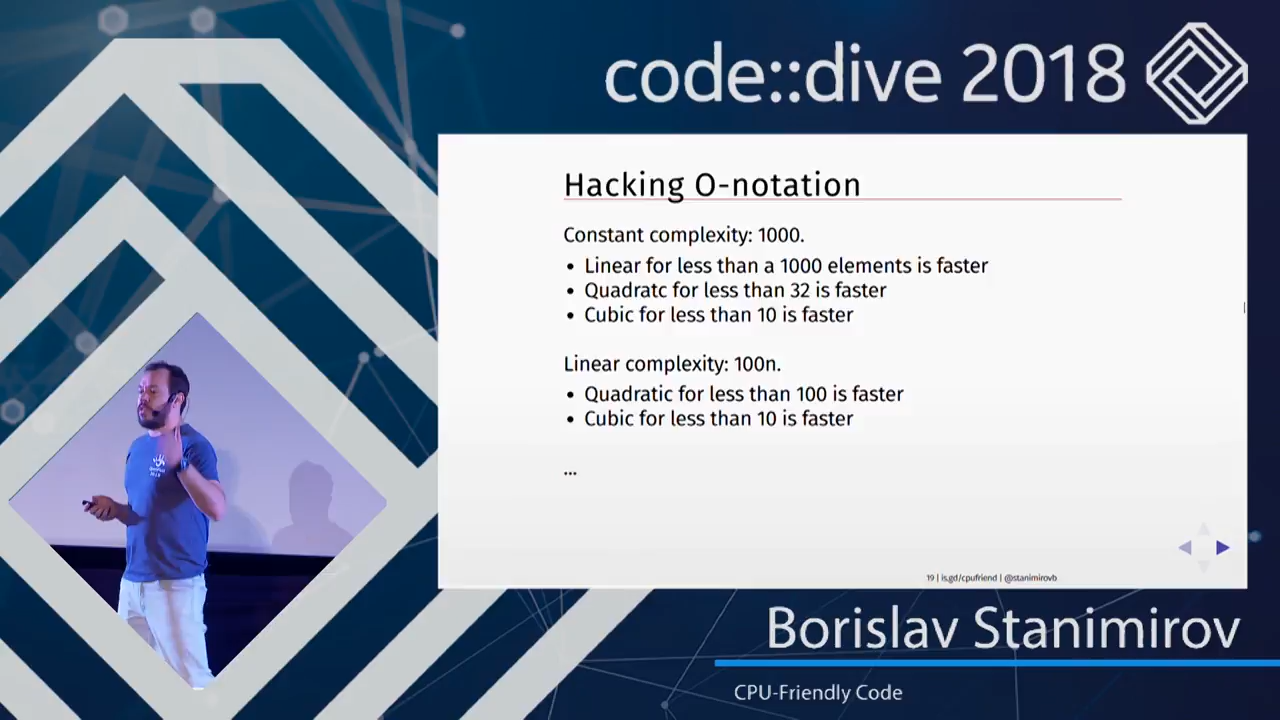 code::dive 2018
Hacking O-notation
Constant complexity: 1000.
• Linear for less than a 1000 elements is faster
• Quadratc for less than 32 is faster
• Cubic for less than 10 is faster
Linear complexity: 100n.
• Quadratic for less than 100 is faster
• Cubic for less than 10 is faster
...
19 | is.gd/cpufriend | @stanimirovb
Borislav Stanimirov
CPU-Friendly Code